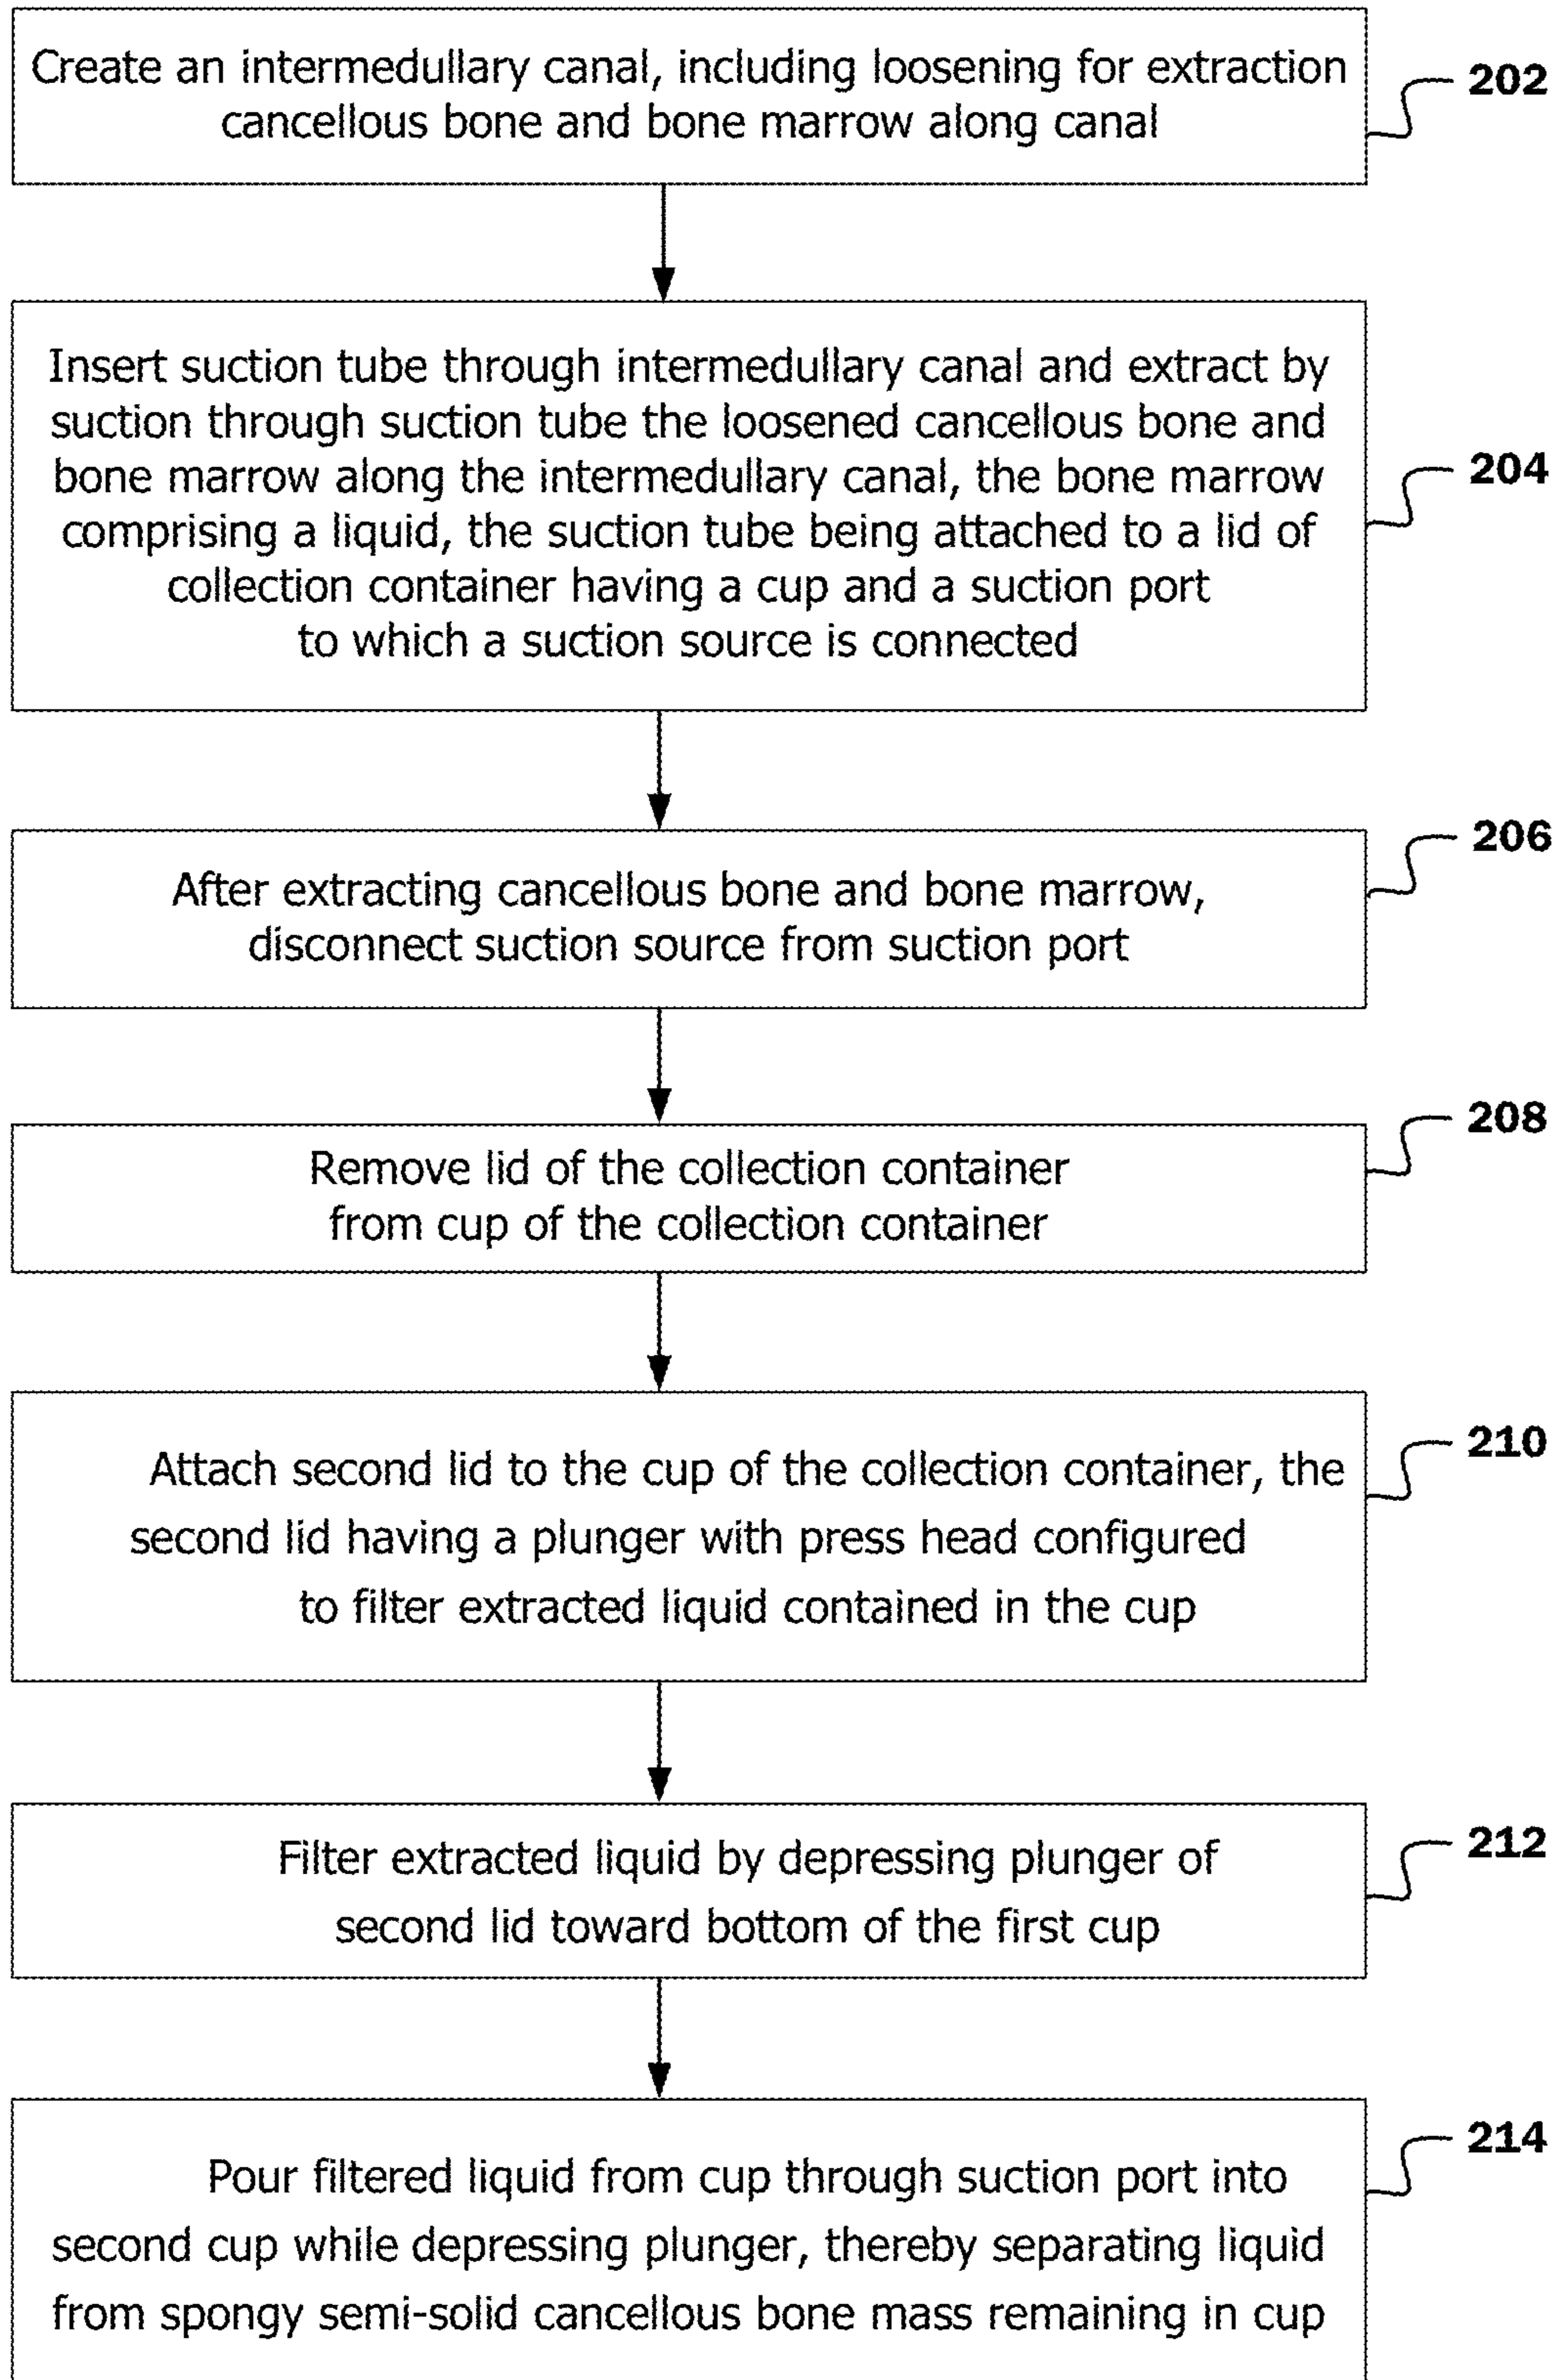 Create an intermedullary canal, including loosening for extraction
cancellous bone and bone marrow along canal
202
Insert suction tube through intermedullary canal and extract by
suction through suction tube the loosened cancellous bone and
bone marrow along the intermedullary canal, the bone marrow
comprising a liquid, the suction tube being attached to a lid of
collection container having a cup and a suction port
to which a suction source is connected
204
After extracting cancellous bone and bone marrow,
disconnect suction source from suction port
206
Remove lid of the collection container
from cup of the collection container
208
Attach second lid to the cup of the collection container, the
second lid having a plunger with press head configured
to filter extracted liquid contained in the cup
210
Filter extracted liquid by depressing plunger of
second lid toward bottom of the first cup
212
Pour filtered liquid from cup through suction port into
second cup while depressing plunger, thereby separating liquid
from spongy semi-solid cancellous bone mass remaining in cup
214